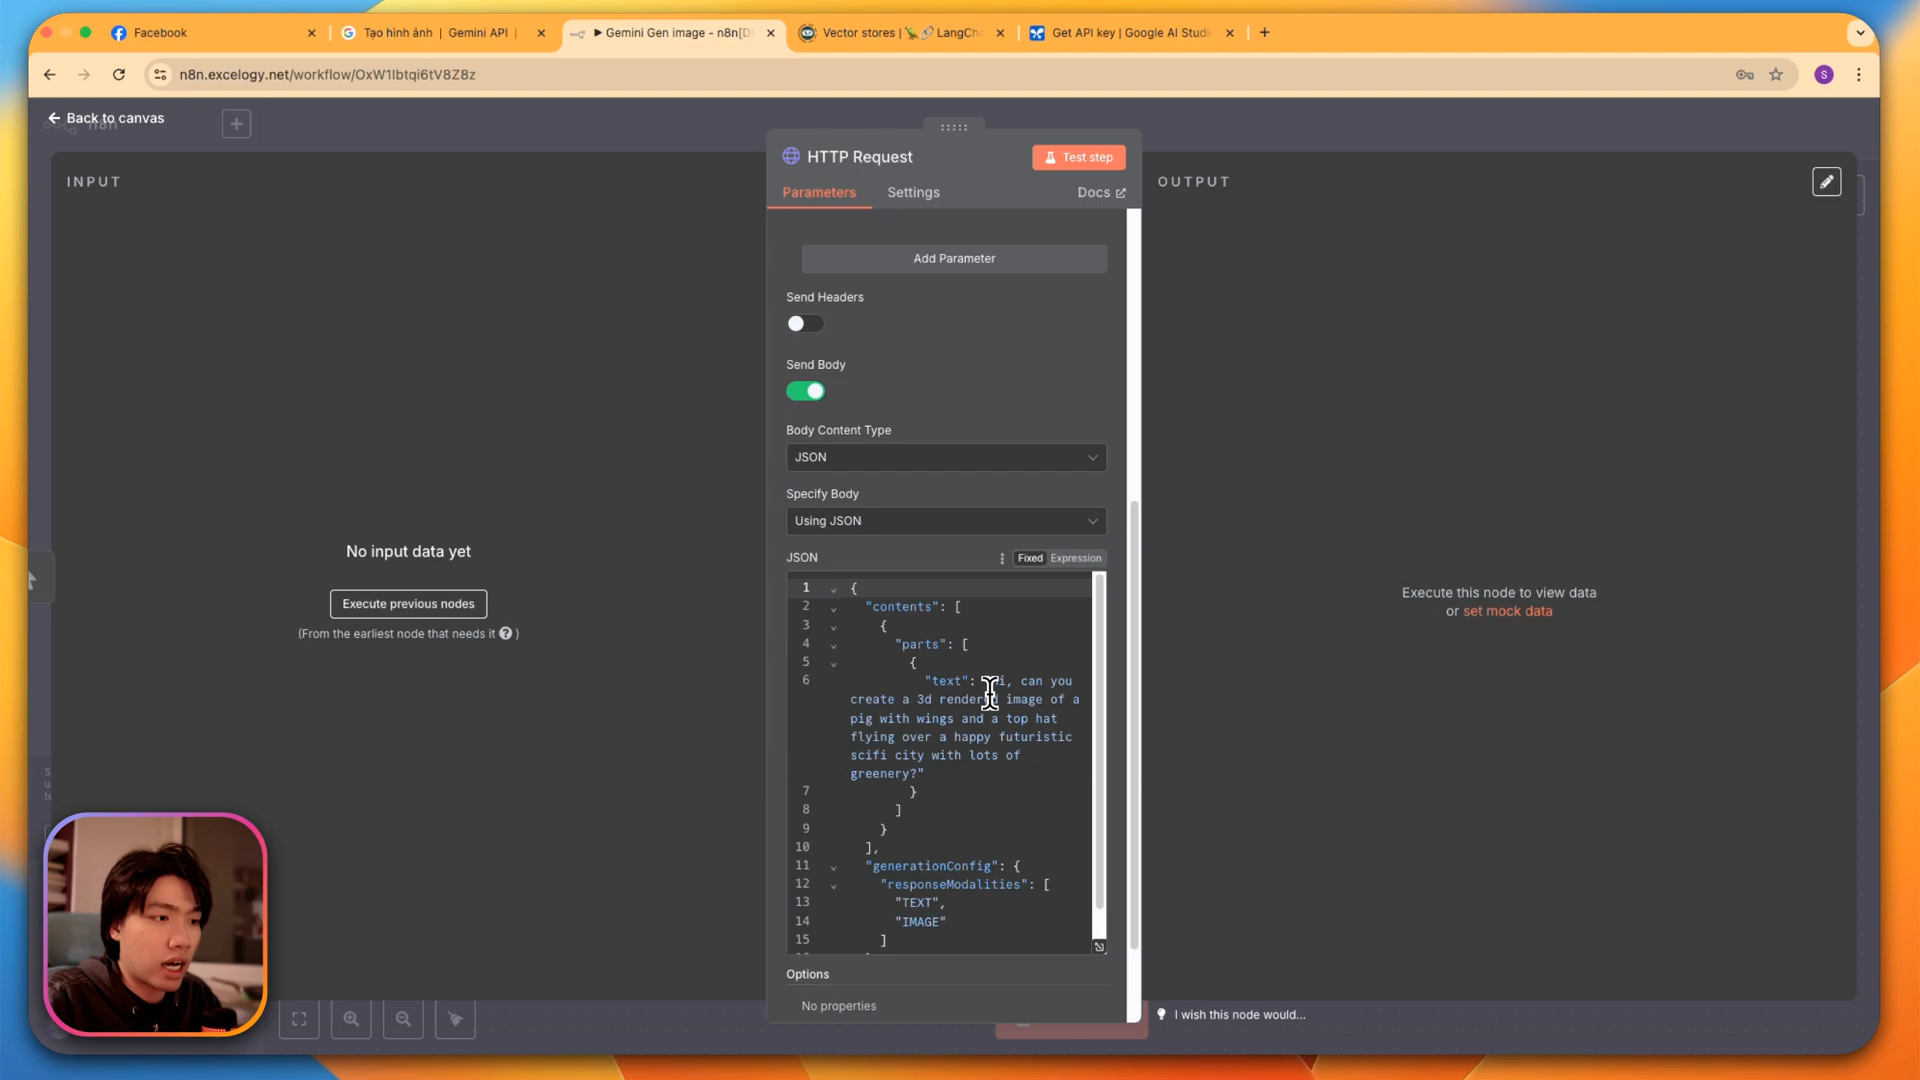 Facebook
Tạo hình ảnh | Gemini API
Gemini Gen image - n8n[D
Vector stores | LangCh
Get API key | Google AI Studi
n8n.excelogy.net/workflow/OxW1lbtqi6tV8Z8z
S
Back to canvas
INPUT
HTTP Request
Test step
OUTPUT
Parameters
Settings
Docs
Add Parameter
Send Headers
Send Body
Body Content Type
JSON
Specify Body
Using JSON
JSON
Fixed
Expression
1 {
2 "contents": [
3 {
4 "parts": [
5 {
6 "text": i, can you
create a 3d rendered image of a
pig with wings and a top hat
flying over a happy futuristic
scifi city with lots of
greenery?"
7 }
8 ]
9 }
10 ],
11 "generationConfig": {
12 "responseModalities": [
13 "TEXT",
14 "IMAGE"
15 ]
Options
No properties
No input data yet
Execute previous nodes
(From the earliest node that needs it ? )
Execute this node to view data
or set mock data
I wish this node would...